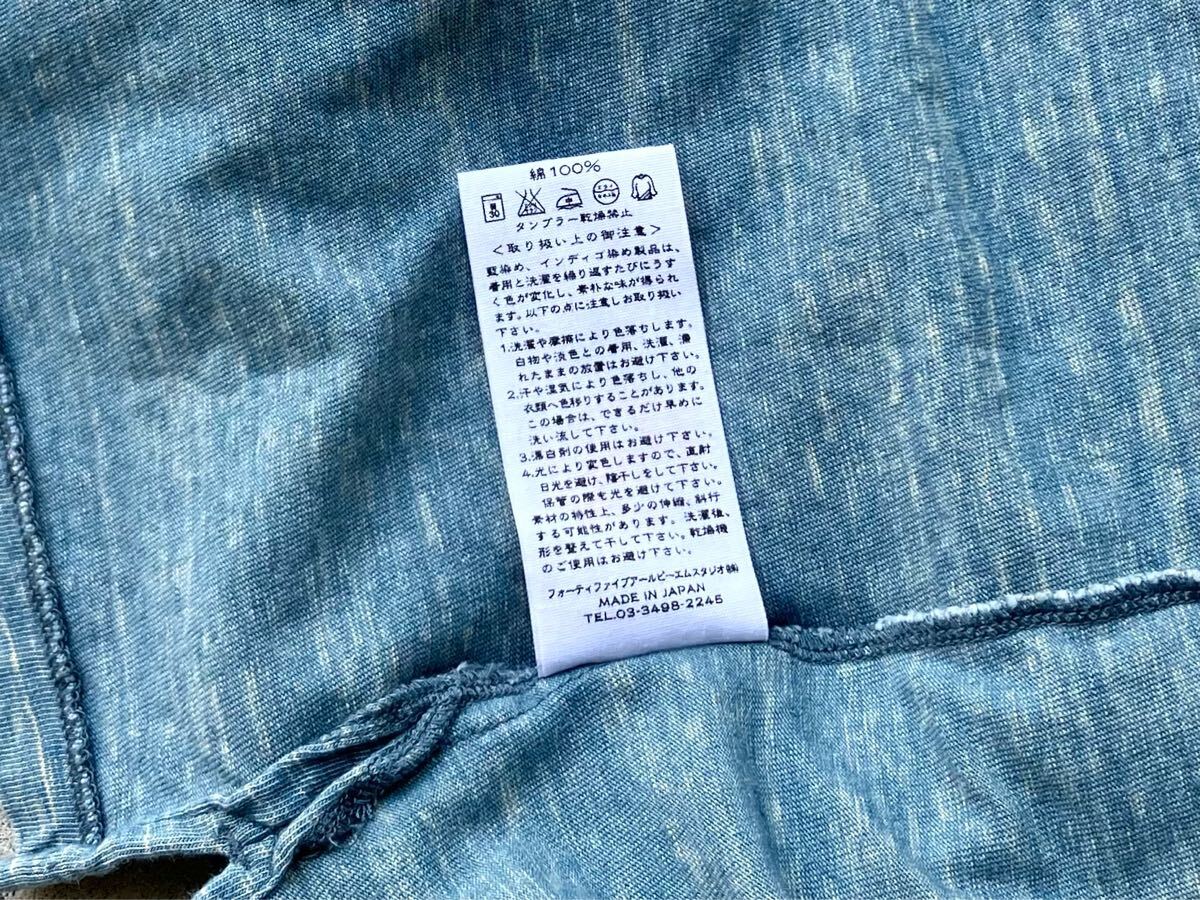 綿100%
弱
30
エンソ
サラシ
中
ドライ
セキユ系
タンブラー乾燥禁止
<取り扱い上の御注意>
藍染め、インディゴ染め製品は、
着用と洗濯を繰り返すたびにうす
く色が変化し、素朴な味が得られ
ます。以下の点に注意しお取り扱い
下さい。
1.洗濯や摩擦により色落ちします。
白物や淡色との着用、洗濯、濡
れたままの放置はお避け下さい。
2.汗や湿気により色落ちし、他の
衣類へ色移りすることがあります。
この場合は、できるだけ早めに
洗い流して下さい。
3.漂白剤の使用はお避け下さい。
4.光により変色しますので、直射
日光を避け、陰干しをして下さい。
保管の際も光を避けて下さい。
素材の特性上、多少の伸縮、斜行
する可能性があります。洗濯後、
形を整えて干して下さい。乾燥機
のご使用はお避け下さい。
フォーティファイブアールピーエムスタジオ㈱
MADE IN JAPAN
TEL.03-3498-2245